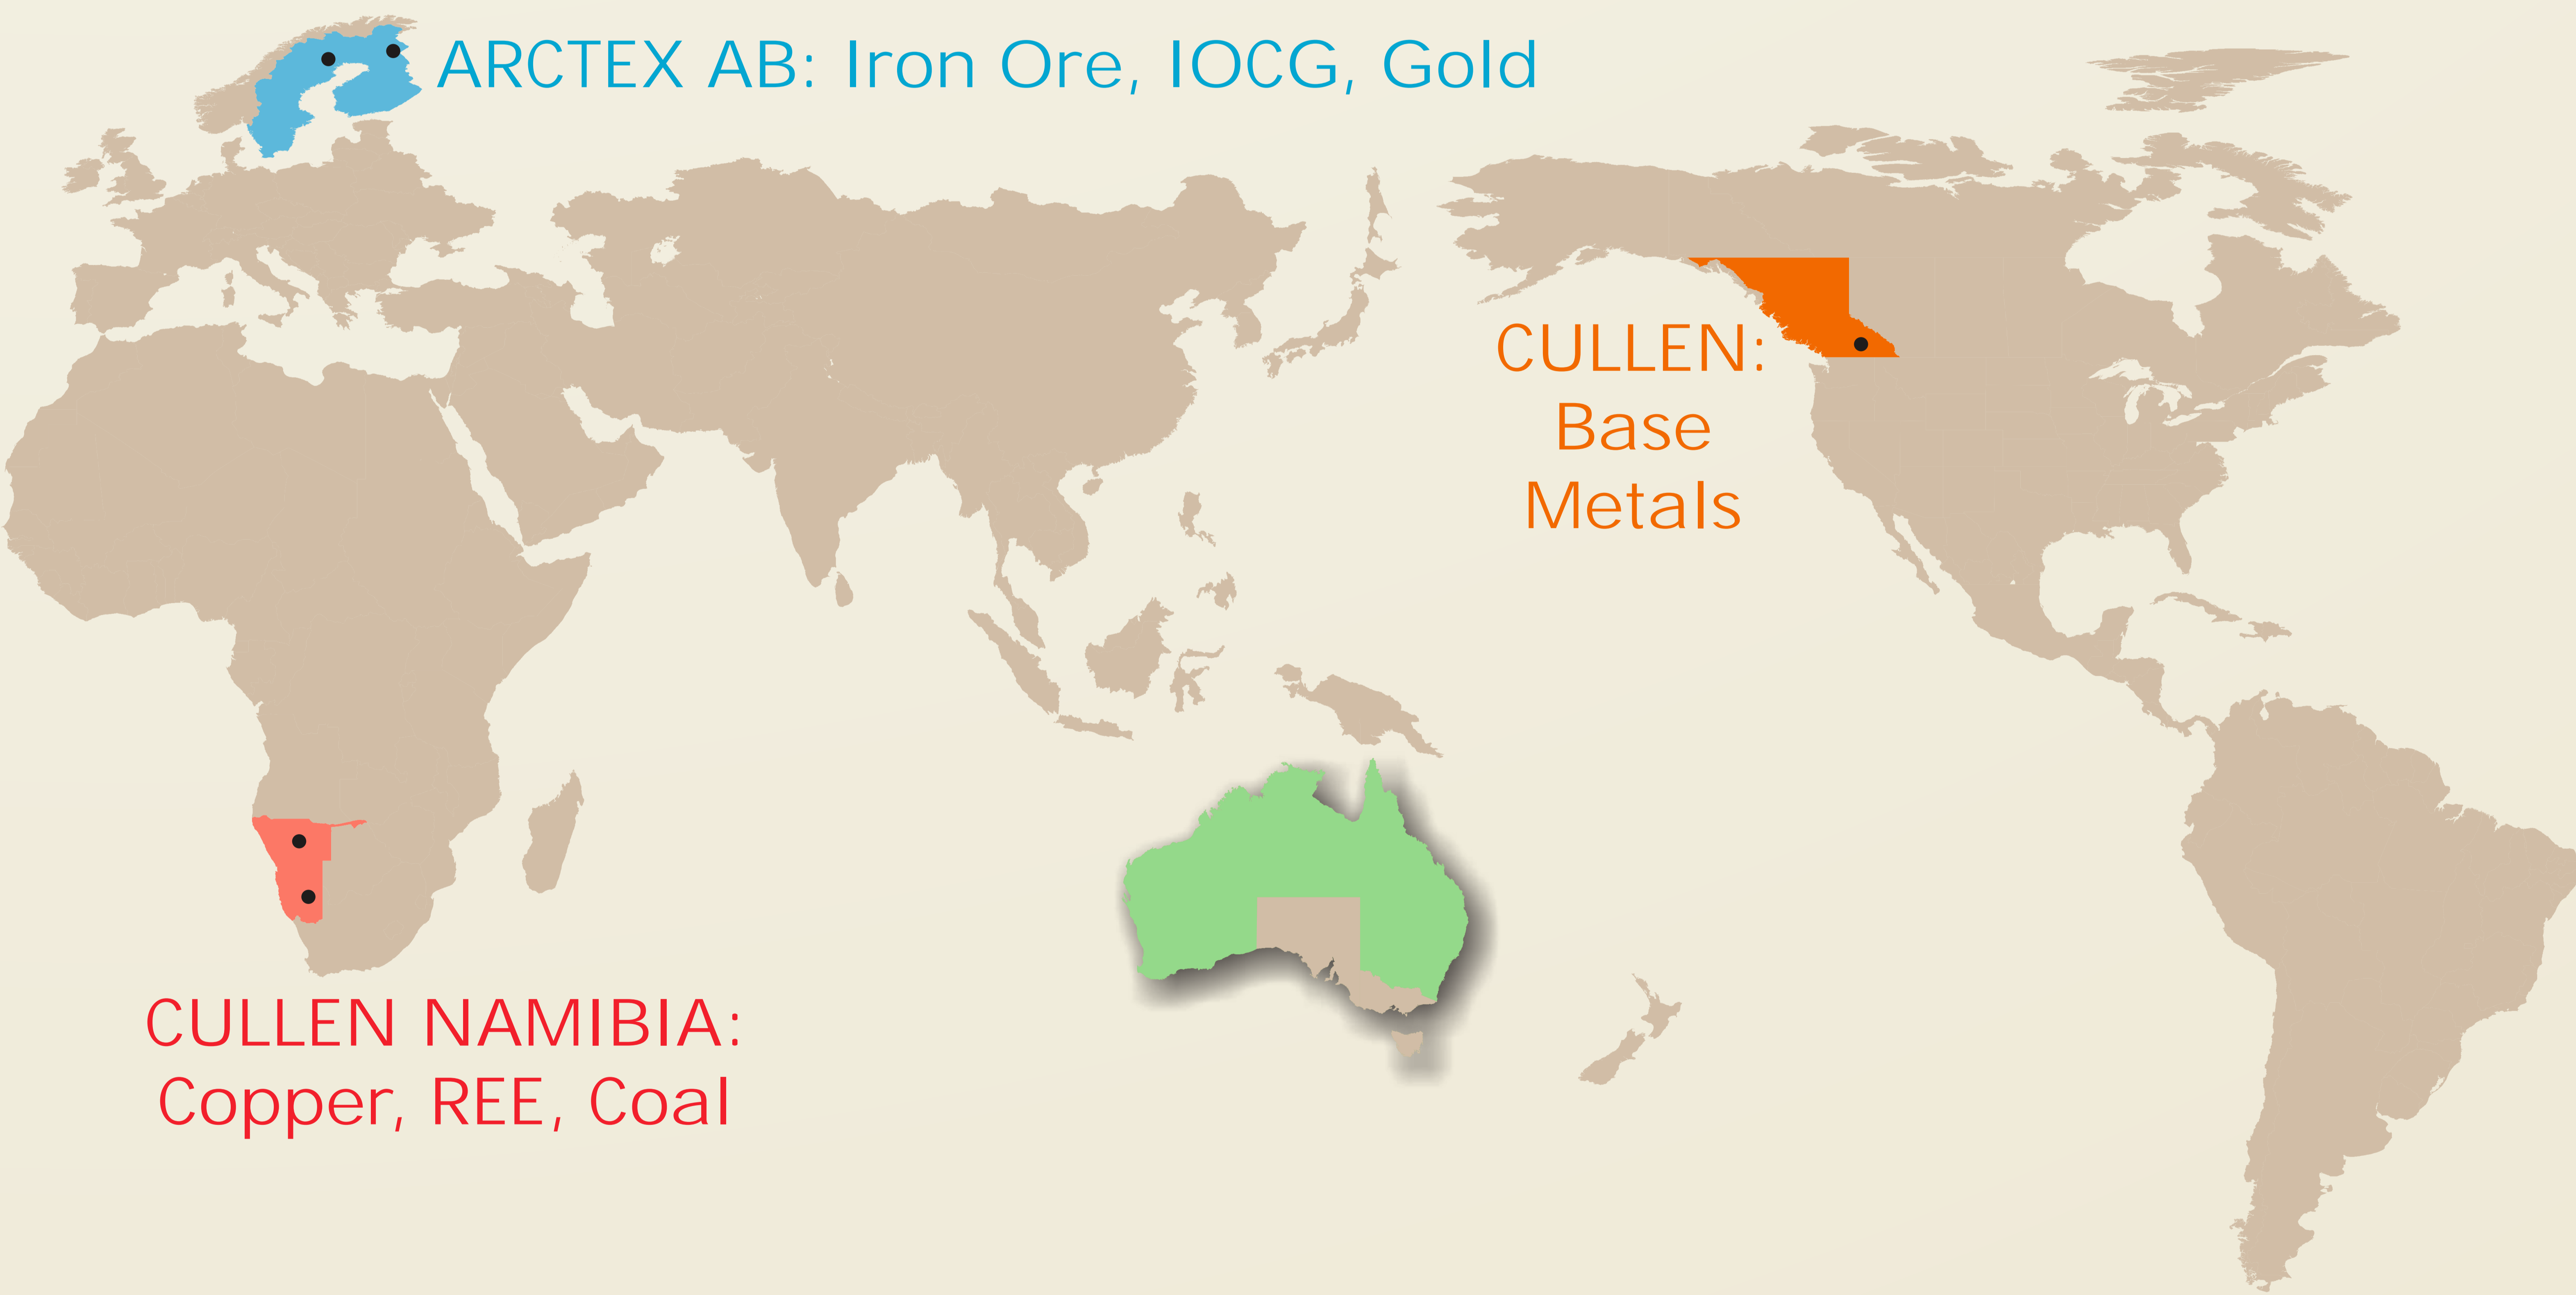 ARCTEX AB: Iron Ore, IOCG, Gold
CULLEN:
Base
Metals
CULLEN NAMIBIA:
Copper, REE, Coal